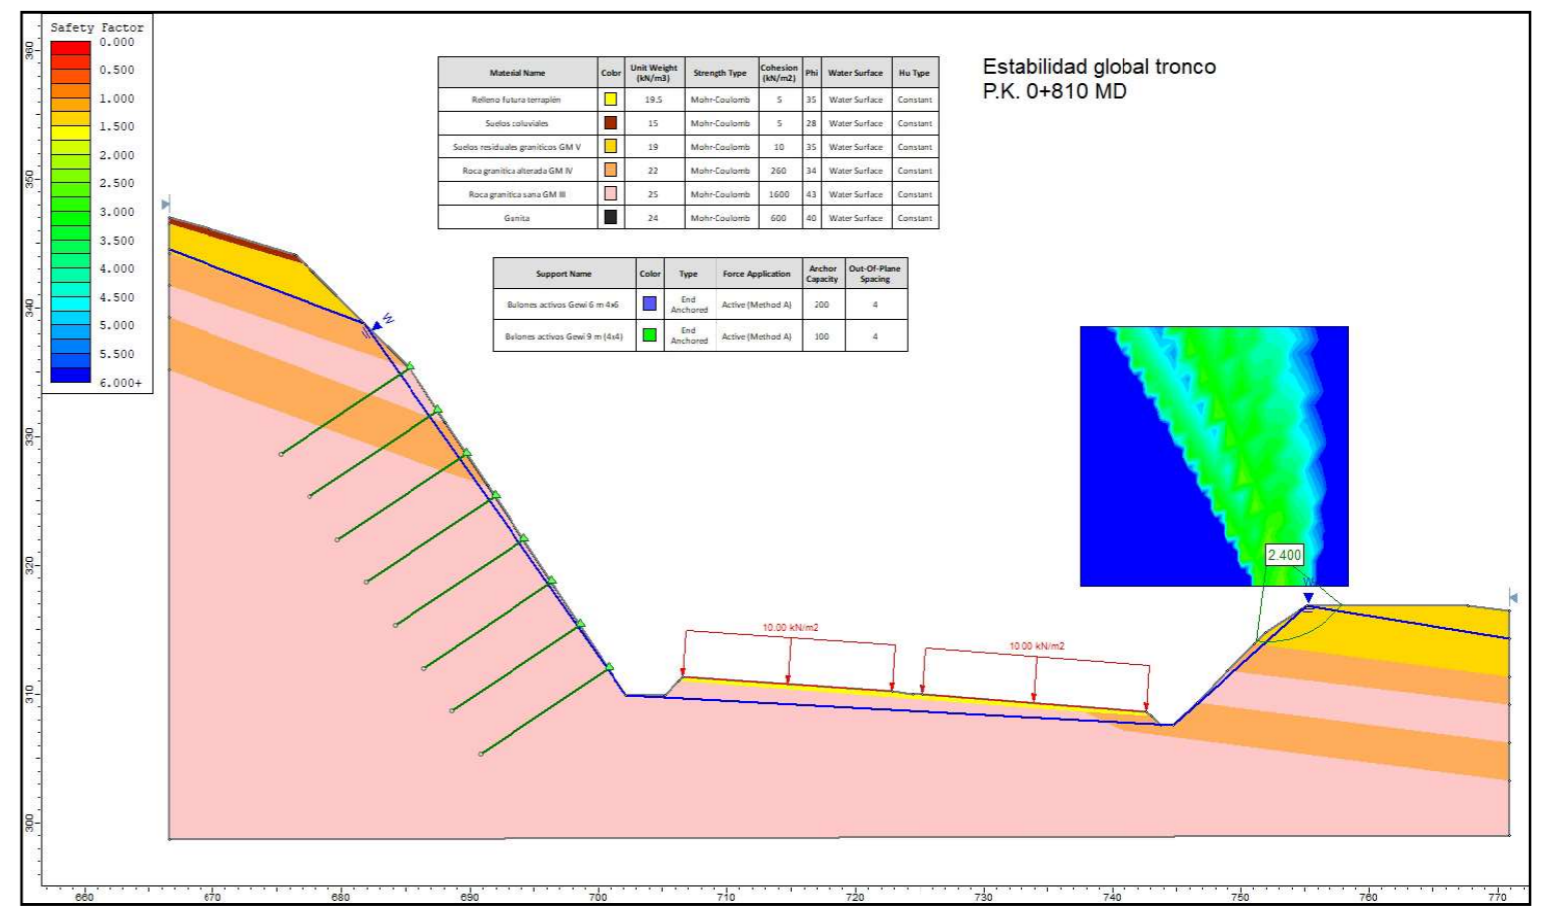 Safety Factor
0.000
0.500
1.000
1.500
2.000
2.500
3.000
3.500
4.000
4.500
5.000
5.500
6.000+
Estabilidad global tronco
P.K. 0+810 MD
Material Name Color Unit Weight (kN/m3) Strength Type Cohesion (kN/m2) Phi Water Surface Hu Type
Relleno futura terraplén 19.5 Mohr-Coulomb 5 35 Water Surface Constant
Suelos coluviales 15 Mohr-Coulomb 5 28 Water Surface Constant
Suelos residuales graníticos GM V 19 Mohr-Coulomb 10 35 Water Surface Constant
Roca granítica alterada GM IV 22 Mohr-Coulomb 260 34 Water Surface Constant
Roca granítica sana GM III 25 Mohr-Coulomb 1600 43 Water Surface Constant
Gunita 24 Mohr-Coulomb 600 40 Water Surface Constant
Support Name Color Type Force Application Anchor Capacity Out-Of-Plane Spacing
Bulones activos Gewi 6 m 4x6 End Anchored Active (Method A) 200 4
Bulones activos Gewi 9 m (4x4) End Anchored Active (Method A) 100 4
W
2.400
W
10.00 kN/m2
10.00 kN/m2
360
350
340
330
320
310
300
660 670 680 690 700 710 720 730 740 750 760 770